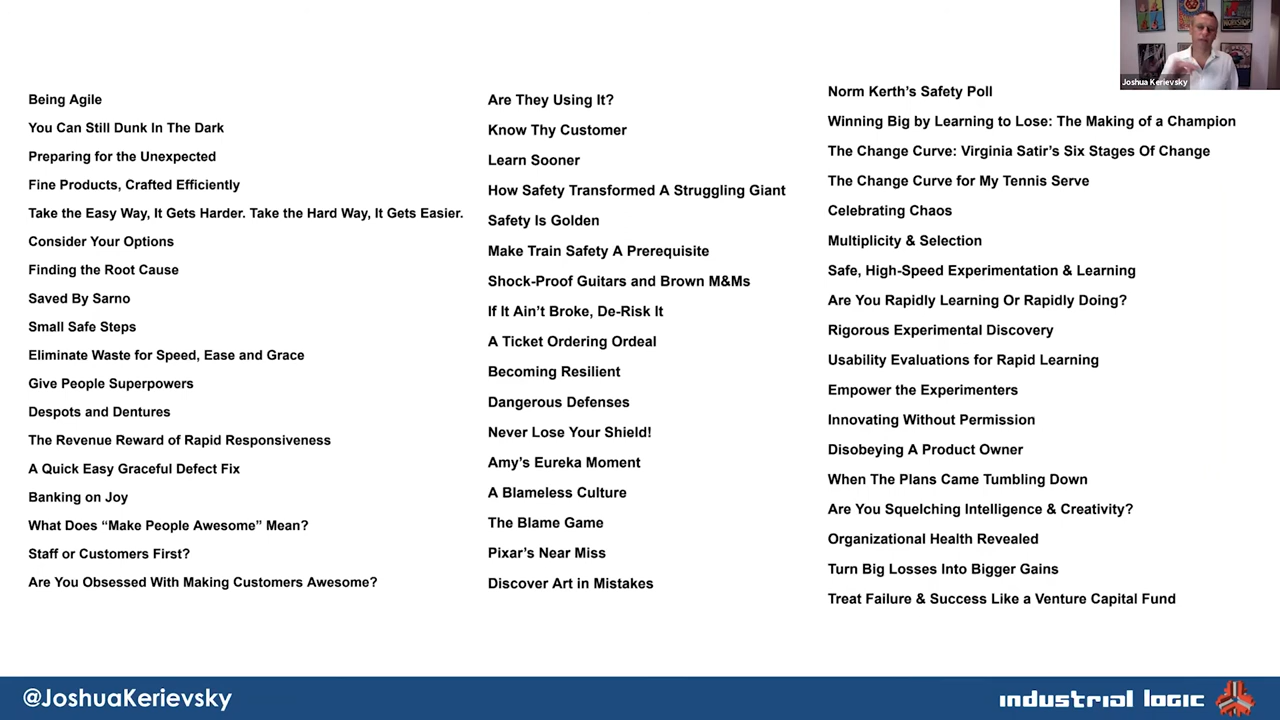 Joshua Kerievsky
Being Agile
You Can Still Dunk In The Dark
Preparing for the Unexpected
Fine Products, Crafted Efficiently
Take the Easy Way, It Gets Harder. Take the Hard Way, It Gets Easier.
Consider Your Options
Finding the Root Cause
Saved By Sarno
Small Safe Steps
Eliminate Waste for Speed, Ease and Grace
Give People Superpowers
Despots and Dentures
The Revenue Reward of Rapid Responsiveness
A Quick Easy Graceful Defect Fix
Banking on Joy
What Does “Make People Awesome” Mean?
Staff or Customers First?
Are You Obsessed With Making Customers Awesome?
Are They Using It?
Know Thy Customer
Learn Sooner
How Safety Transformed A Struggling Giant
Safety Is Golden
Make Train Safety A Prerequisite
Shock-Proof Guitars and Brown M&Ms
If It Ain’t Broke, De-Risk It
A Ticket Ordering Ordeal
Becoming Resilient
Dangerous Defenses
Never Lose Your Shield!
Amy’s Eureka Moment
A Blameless Culture
The Blame Game
Pixar’s Near Miss
Discover Art in Mistakes
Norm Kerth’s Safety Poll
Winning Big by Learning to Lose: The Making of a Champion
The Change Curve: Virginia Satir’s Six Stages Of Change
The Change Curve for My Tennis Serve
Celebrating Chaos
Multiplicity & Selection
Safe, High-Speed Experimentation & Learning
Are You Rapidly Learning Or Rapidly Doing?
Rigorous Experimental Discovery
Usability Evaluations for Rapid Learning
Empower the Experimenters
Innovating Without Permission
Disobeying A Product Owner
When The Plans Came Tumbling Down
Are You Squelching Intelligence & Creativity?
Organizational Health Revealed
Turn Big Losses Into Bigger Gains
Treat Failure & Success Like a Venture Capital Fund
@JoshuaKerievsky
industrial logic